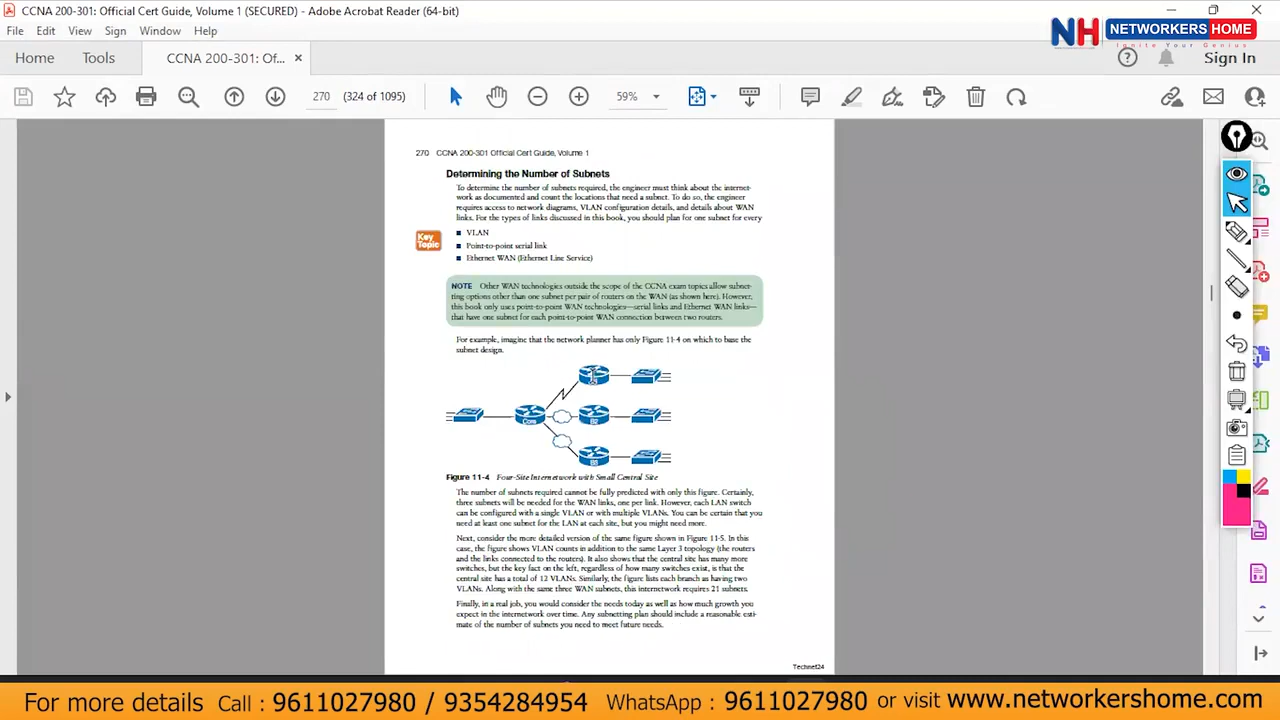 CCNA 200-301: Official Cert Guide, Volume 1 (SECURED) - Adobe Acrobat Reader (64-bit)
File Edit View Sign Window Help
NH NETWORKERS HOME
Ignite Your Genius
Home Tools CCNA 200-301: Of... × Sign In
270 (324 of 1095) 59%
270 CCNA 200-301 Official Cert Guide, Volume 1
Determining the Number of Subnets
To determine the number of subnets required, the engineer must think about the internet-
work as documented and count the locations that need a subnet. To do so, the engineer
requires access to network diagrams, VLAN configuration details, and details about WAN
links. For the types of links discussed in this book, you should plan for one subnet for every
Key
Topic
■ VLAN
■ Point-to-point serial link
■ Ethernet WAN (Ethernet Line Service)
NOTE Other WAN technologies outside the scope of the CCNA exam topics allow subnet-
ting options other than one subnet per pair of routers on the WAN (as shown here). However,
this book only uses point-to-point WAN technologies—serial links and Ethernet WAN links—
that have one subnet for each point-to-point WAN connection between two routers.
For example, imagine that the network planner has only Figure 11-4 on which to base the
subnet design.
Core
B2
B3
Figure 11-4 Four-Site Internetwork with Small Central Site
The number of subnets required cannot be fully predicted with only this figure. Certainly,
three subnets will be needed for the WAN links, one per link. However, each LAN switch
can be configured with a single VLAN or with multiple VLANs. You can be certain that you
need at least one subnet for the LAN at each site, but you might need more.
Next, consider the more detailed version of the same figure shown in Figure 11-5. In this
case, the figure shows VLAN counts in addition to the same Layer 3 topology (the routers
and the links connected to the routers). It also shows that the central site has many more
switches, but the key fact on the left, regardless of how many switches exist, is that the
central site has a total of 12 VLANs. Similarly, the figure lists each branch as having two
VLANs. Along with the same three WAN subnets, this internetwork requires 21 subnets.
Finally, in a real job, you would consider the needs today as well as how much growth you
expect in the internetwork over time. Any subnetting plan should include a reasonable esti-
mate of the number of subnets you need to meet future needs.
Technet24
For more details Call : 9611027980 / 9354284954 WhatsApp : 9611027980 or visit www.networkershome.com